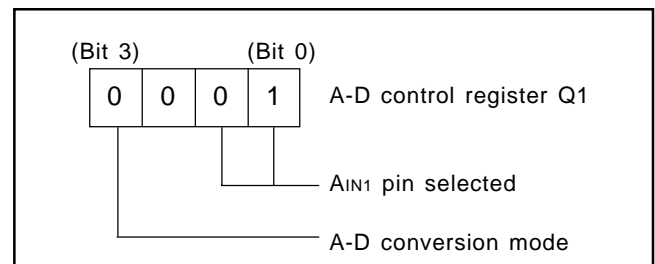 (Bit 3) (Bit 0)
0 0 0 1 A-D control register Q1
AIN1 pin selected
A-D conversion mode